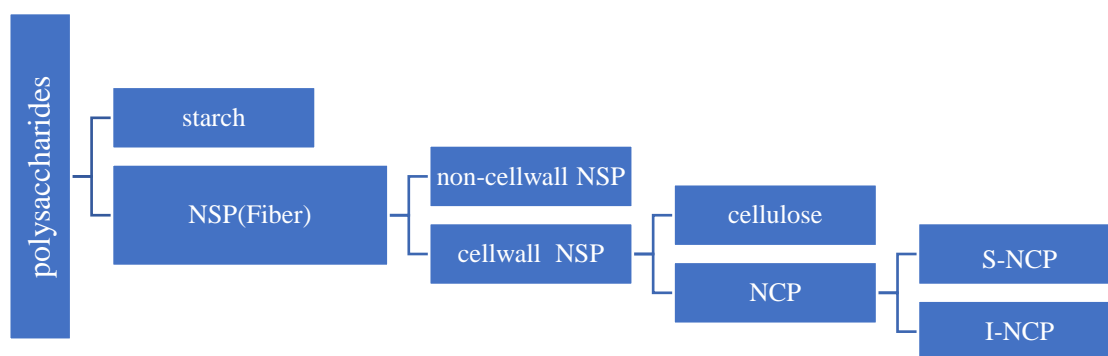 polysaccharides
starch
NSP(Fiber)
non-cellwall NSP
cellwall  NSP
cellulose
NCP
S-NCP
I-NCP